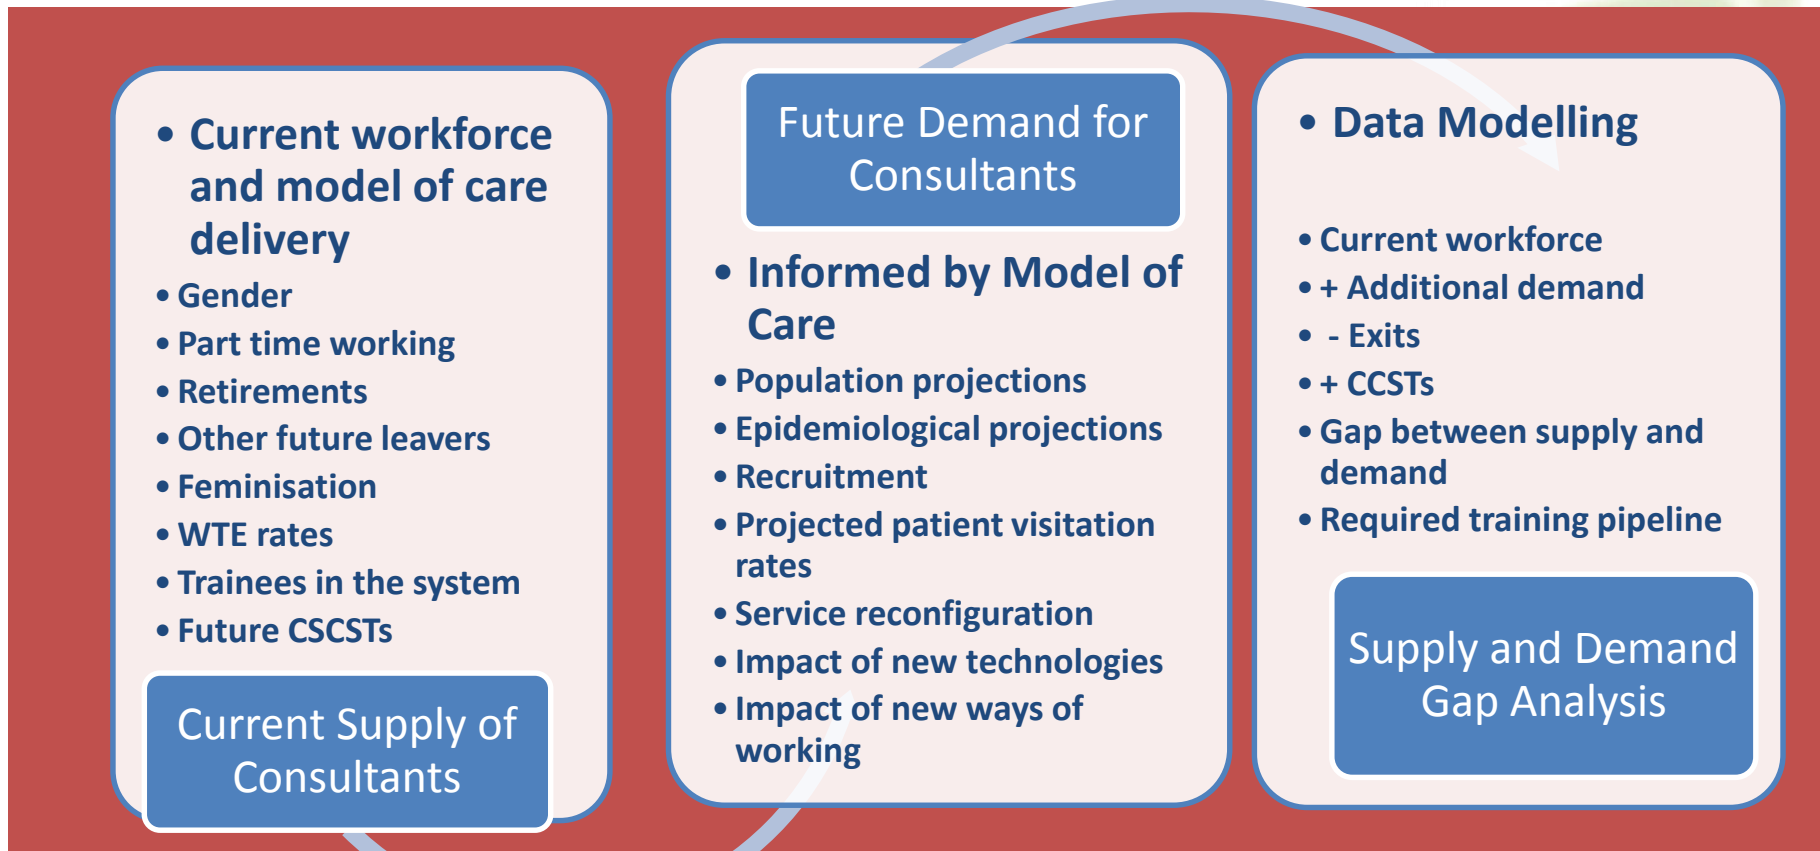 • Current workforce
and model of care
delivery
• Gender
• Part time working
• Retirements
• Other future leavers
• Feminisation
• WTE rates
• Trainees in the system
• Future CSCSTs
Current Supply of
Consultants
Future Demand for
Consultants
• Informed by Model of
Care
• Population projections
• Epidemiological projections
• Recruitment
• Projected patient visitation
rates
• Service reconfiguration
• Impact of new technologies
• Impact of new ways of
working
• Data Modelling
• Current workforce
• + Additional demand
• - Exits
• + CCSTs
• Gap between supply and
demand
• Required training pipeline
Supply and Demand
Gap Analysis